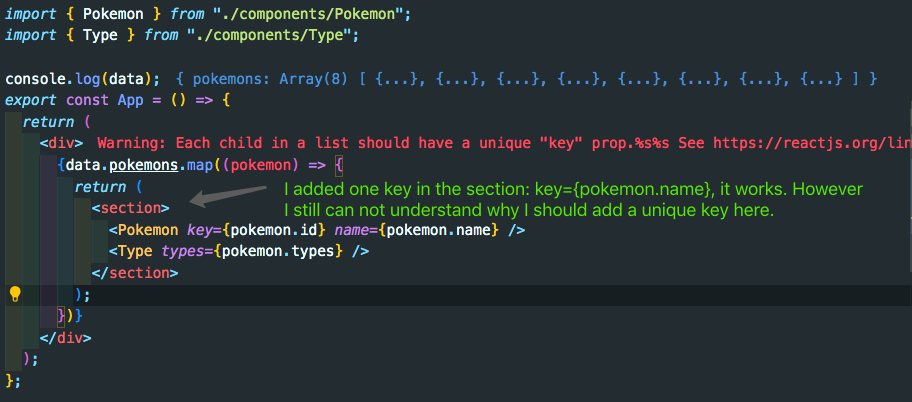 import { Pokemon } from "./components/Pokemon";
import { Type } from "./components/Type";
console.log(data); { pokemons: Array(8) [ {...}, {...}, {...}, {...}, {...}, {...}, {...}, {...} ] }
export const App = () => {
return (
<div> Warning: Each child in a list should have a unique "key" prop.%s%s See https://reactjs.org/lin
{data.pokemons.map((pokemon) => {
return (
I added one key in the section: key={pokemon.name}, it works. However
<section>
I still can not understand why I should add a unique key here.
<Pokemon key={pokemon.id} name={pokemon.name} />
<Type types={pokemon.types} />
</section>
);
})}
</div>
);
};